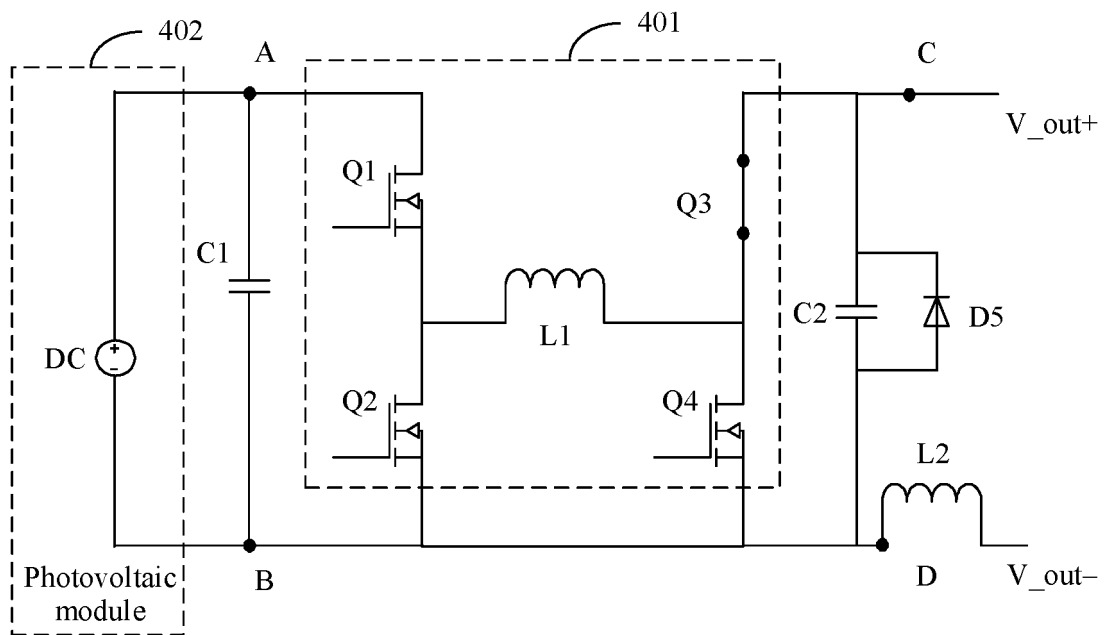 402
401
A
C
V_out+
Q1
Q3
C1
L1
C2
D5
DC
Q2
Q4
L2
B
D
V_out–
Photovoltaic
module
+
–